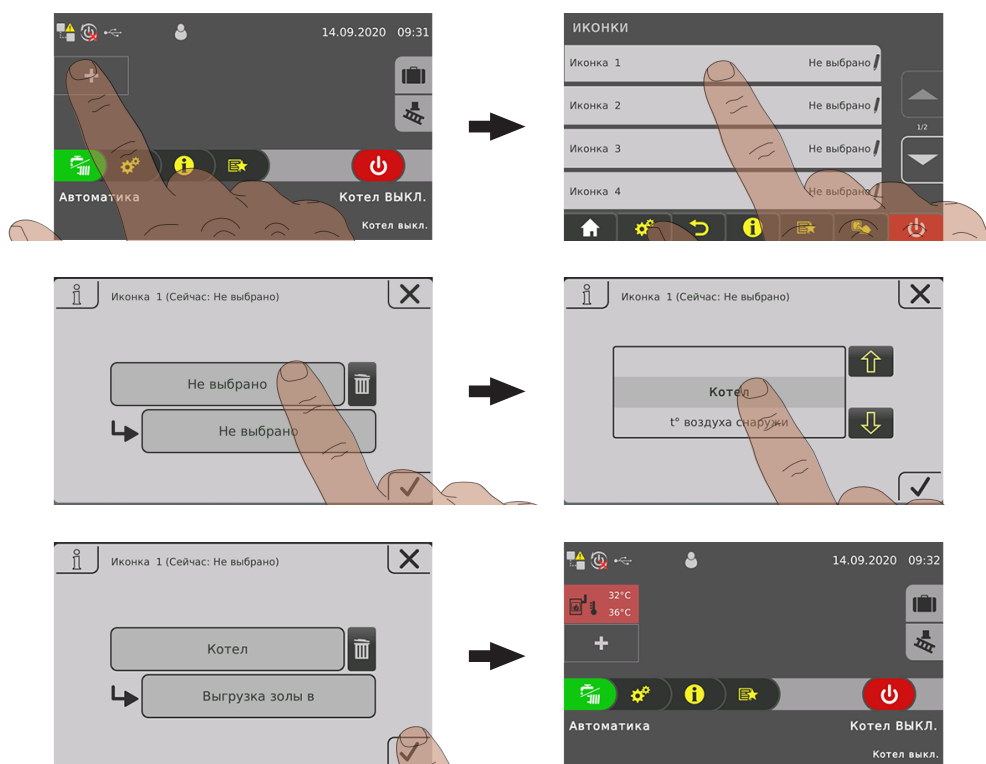 14.09.2020 09:31
+
Автоматика
Котел ВЫКЛ.
Котел выкл.
ИКОНКИ
Иконка 1 Не выбрано
Иконка 2 Не выбрано
1/2
Иконка 3 Не выбрано
Иконка 4 Не выбрано
Иконка 1 (Сейчас: Не выбрано)
Не выбрано
Не выбрано
Иконка 1 (Сейчас: Не выбрано)
Котел
t° воздуха снаружи
Иконка 1 (Сейчас: Не выбрано)
Котел
Выгрузка золы в
14.09.2020 09:32
32°C
36°C
+
Автоматика
Котел ВЫКЛ.
Котел выкл.